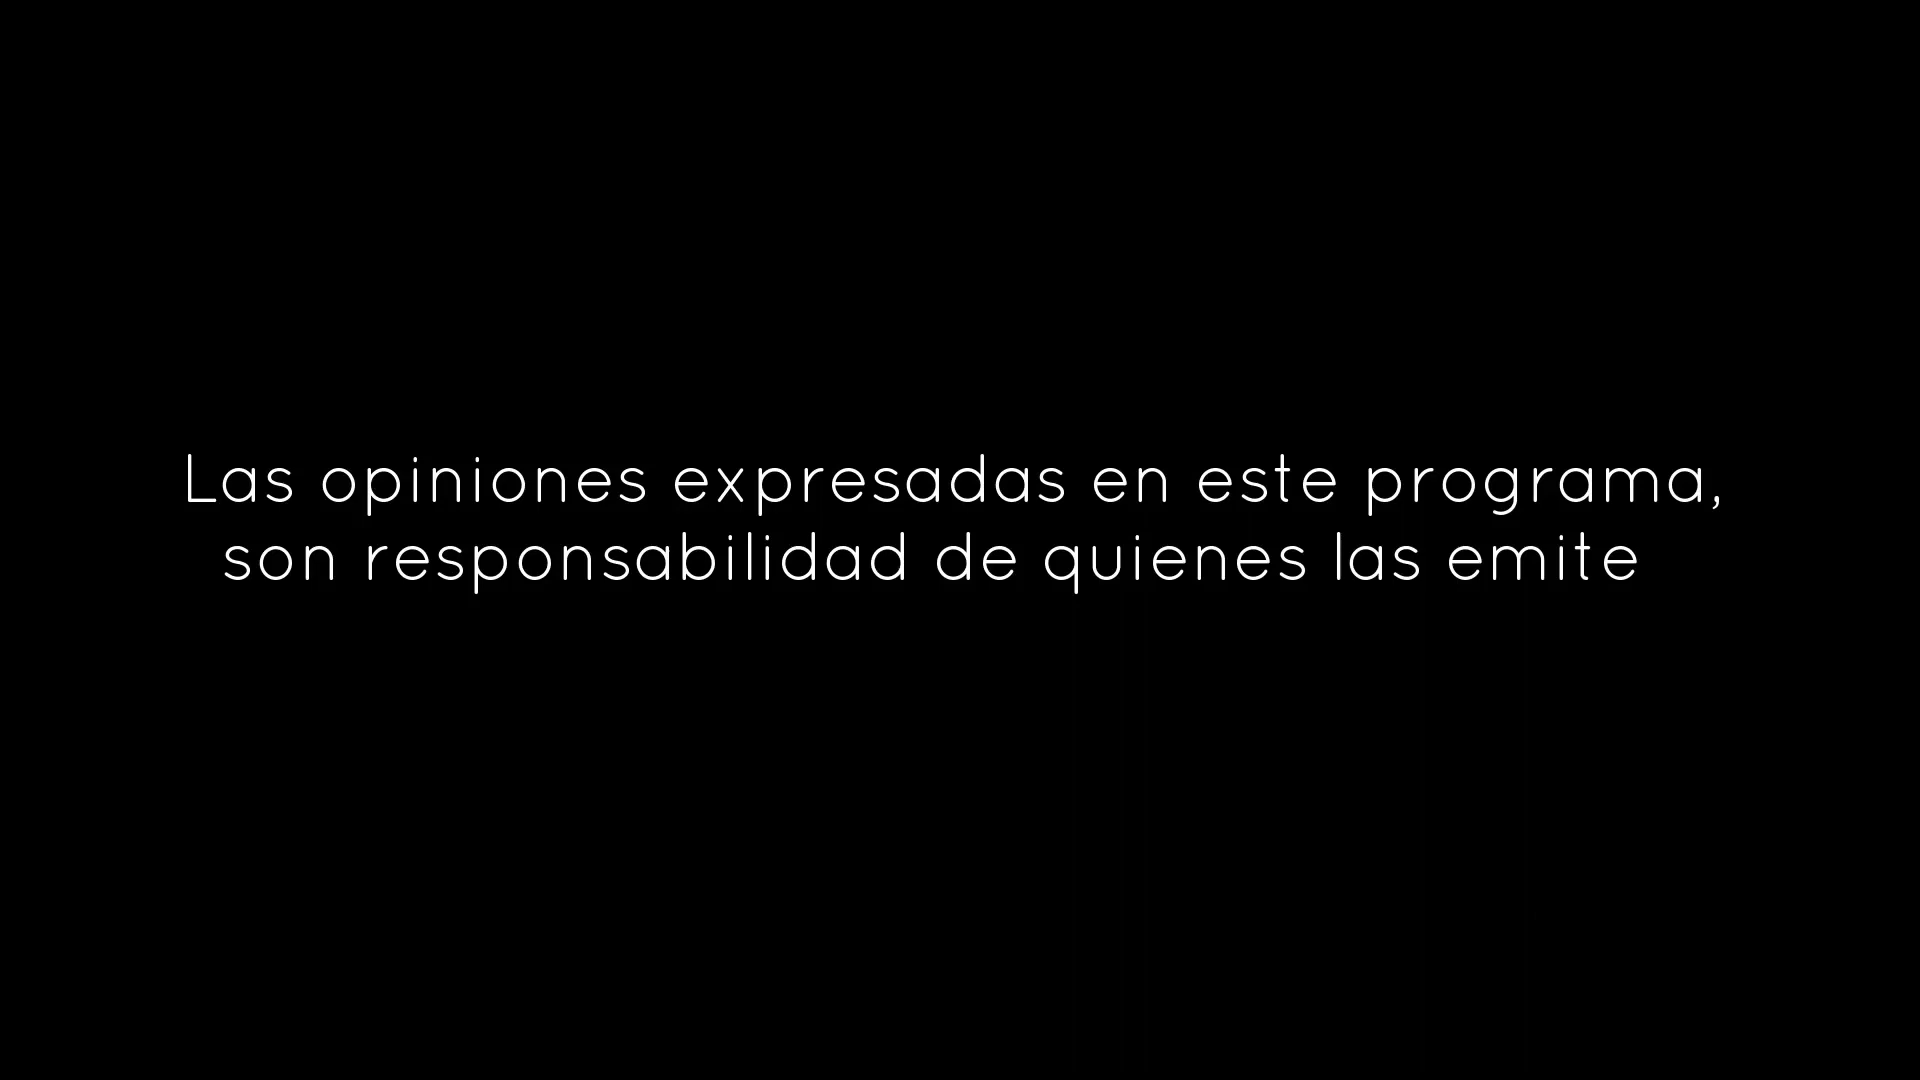 Las opiniones expresadas en este programa,
son responsabilidad de quienes las emite